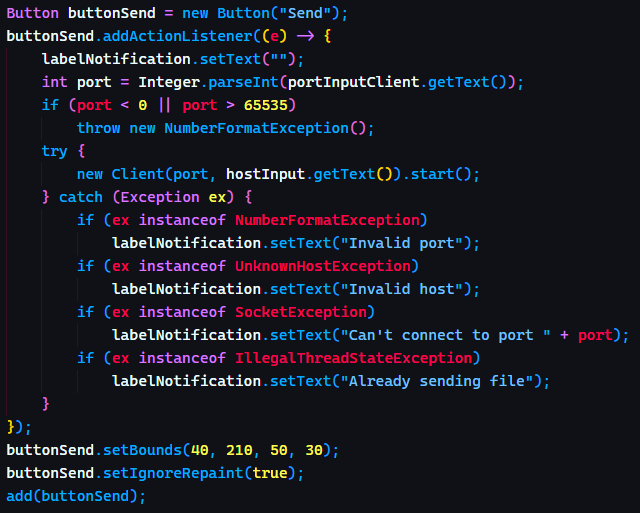 Button buttonSend = new Button("Send");
buttonSend.addActionListener((e) -> {
    labelNotification.setText("");
    int port = Integer.parseInt(portInputClient.getText());
    if (port < 0 || port > 65535)
        throw new NumberFormatException();
    try {
        new Client(port, hostInput.getText()).start();
    } catch (Exception ex) {
        if (ex instanceof NumberFormatException)
            labelNotification.setText("Invalid port");
        if (ex instanceof UnknownHostException)
            labelNotification.setText("Invalid host");
        if (ex instanceof SocketException)
            labelNotification.setText("Can't connect to port " + port);
        if (ex instanceof IllegalThreadStateException)
            labelNotification.setText("Already sending file");
    }
});
buttonSend.setBounds(40, 210, 50, 30);
buttonSend.setIgnoreRepaint(true);
add(buttonSend);